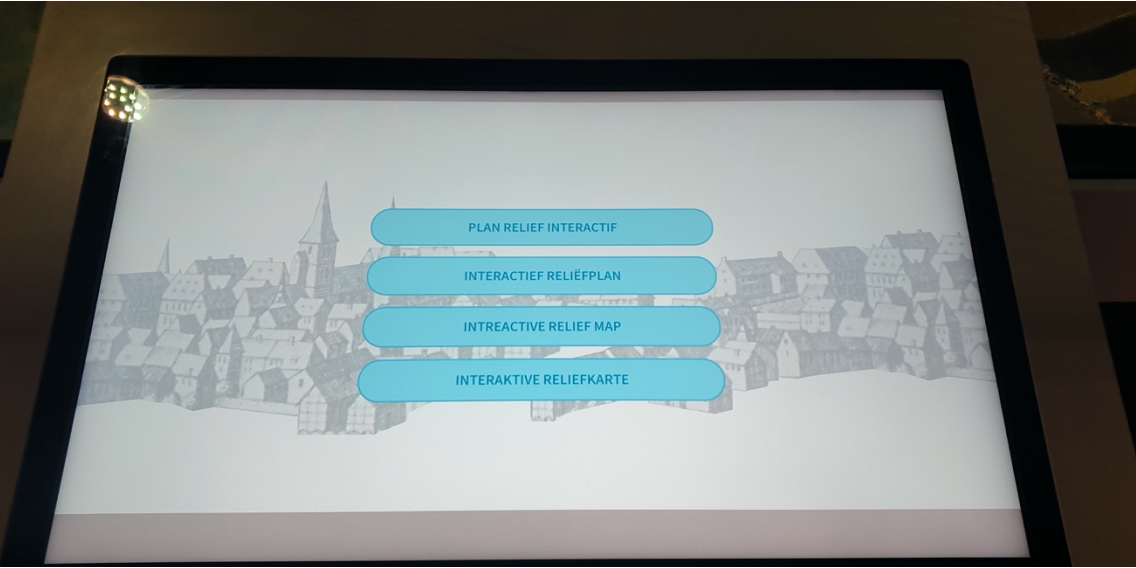 PLAN RELIEF INTERACTIF
INTERACTIEF RELIËFPLAN
INTREACTIVE RELIEF MAP
INTERAKTIVE RELIEFKARTE